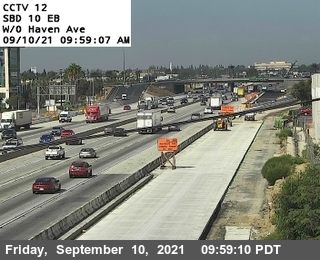 CCTV 12
SBD 10 EB
W/O Haven Ave
09/10/21 09:59:07 AM
Friday, September 10, 2021 09:59:10 PDT